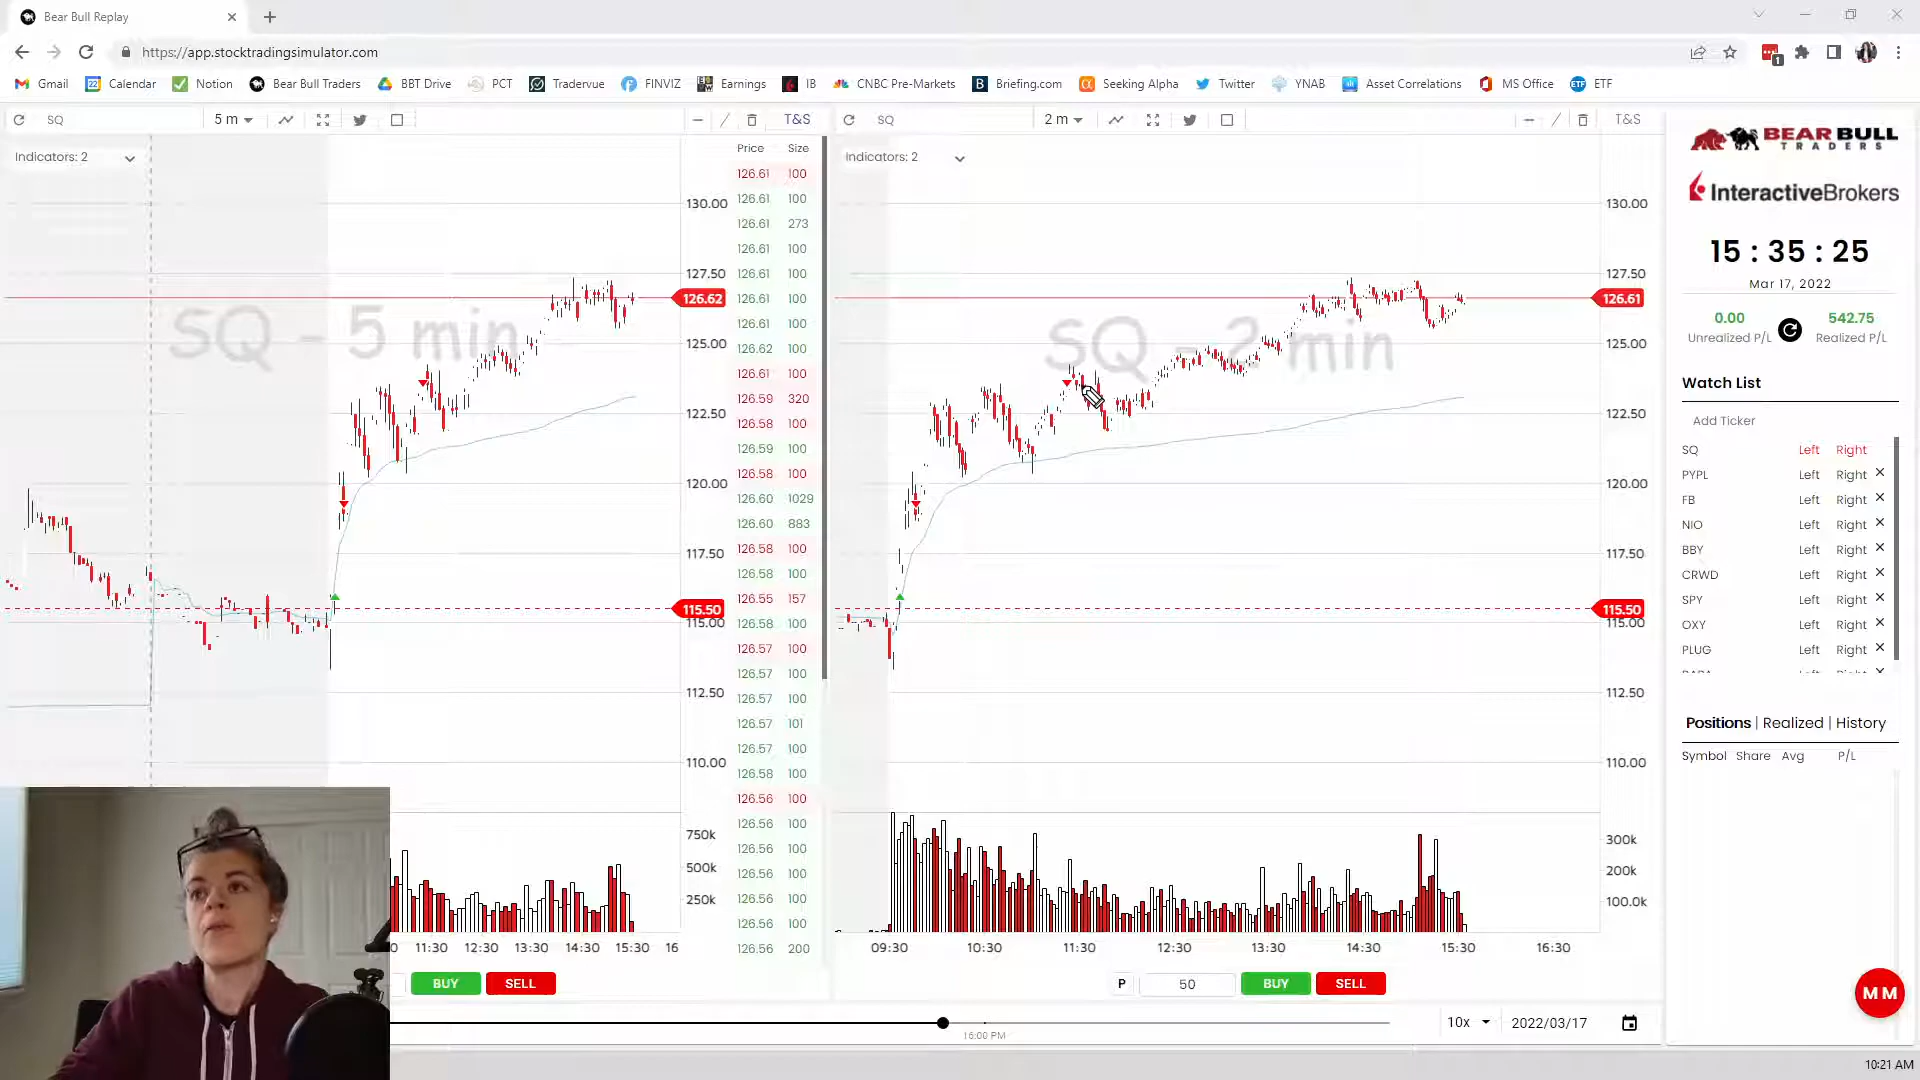 Bear Bull Replay
https://app.stocktradingsimulator.com
Gmail Calendar Notion Bear Bull Traders BBT Drive PCT Tradervue FINVIZ Earnings IB CNBC Pre-Markets Briefing.com Seeking Alpha Twitter YNAB Asset Correlations MS Office ETF
SQ 5 m T&S
Indicators: 2
SQ - 5 min
130.00
127.50
126.62
125.00
122.50
120.00
117.50
115.50
115.00
112.50
110.00
750k
500k
250k
11:30 12:30 13:30 14:30 15:30 16
BUY SELL
Price Size
126.61 100
126.61 100
126.61 273
126.61 100
126.61 100
126.61 100
126.61 100
126.62 100
126.61 100
126.59 320
126.58 100
126.59 100
126.58 100
126.60 1029
126.60 883
126.58 100
126.58 100
126.55 157
126.58 100
126.57 100
126.57 100
126.57 100
126.57 101
126.57 100
126.58 100
126.56 100
126.56 100
126.56 100
126.56 100
126.56 100
126.56 100
126.56 200
SQ 2 m T&S
Indicators: 2
SQ - 2 min
130.00
127.50
126.61
125.00
122.50
120.00
117.50
115.50
115.00
112.50
110.00
300k
200k
100.0k
09:30 10:30 11:30 12:30 13:30 14:30 15:30 16:30
P 50 BUY SELL
16:00 PM
10x 2022/03/17
BEAR BULL
TRADERS
InteractiveBrokers
15 : 35 : 25
Mar 17, 2022
0.00 542.75
Unrealized P/L Realized P/L
Watch List
Add Ticker
SQ Left Right
PYPL Left Right
FB Left Right
NIO Left Right
BBY Left Right
CRWD Left Right
SPY Left Right
OXY Left Right
PLUG Left Right
Positions | Realized | History
Symbol Share Avg P/L
MM
10:21 AM